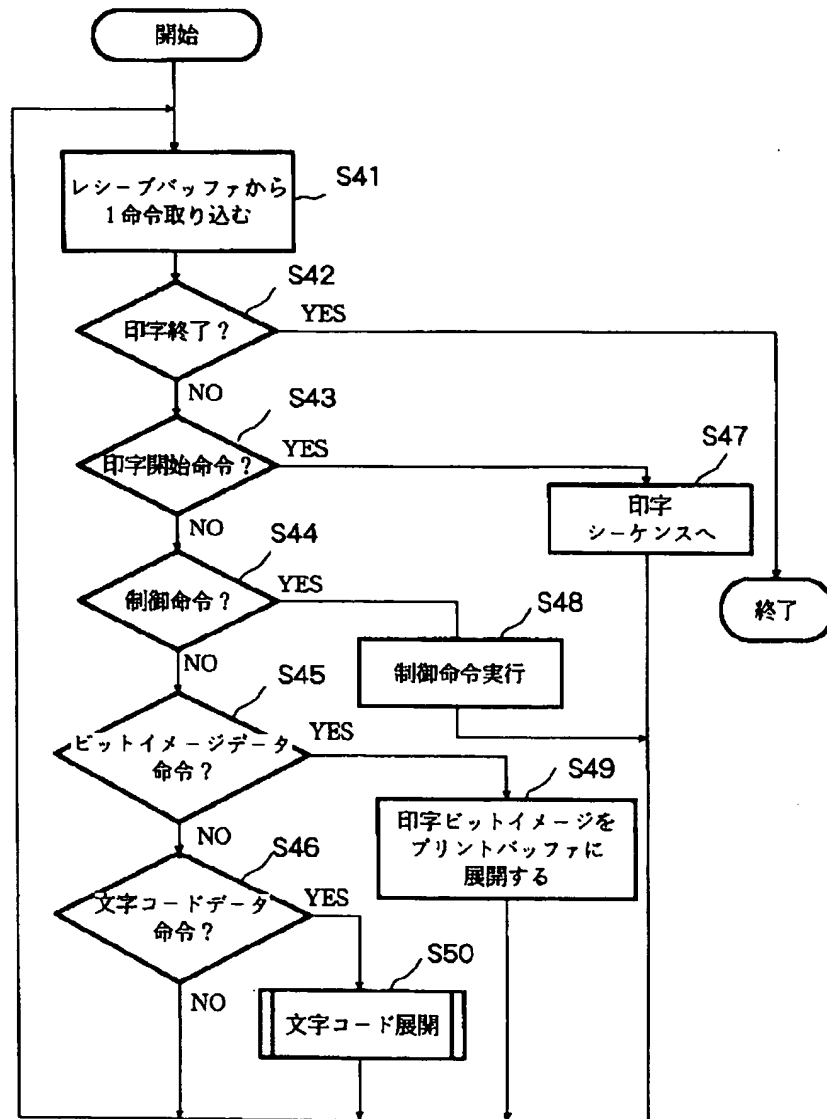 開始
レシーブバッファから
1命令取り込む
S41
S42
印字終了?
YES
NO
S43
印字開始命令?
YES
S47
印字
シーケンスへ
NO
S44
制御命令?
YES
S48
終了
制御命令実行
NO
S45
ビットイメージデータ
命令?
YES
S49
印字ビットイメージを
プリントバッファに
展開する
NO
S46
文字コードデータ
命令?
YES
S50
文字コード展開
NO